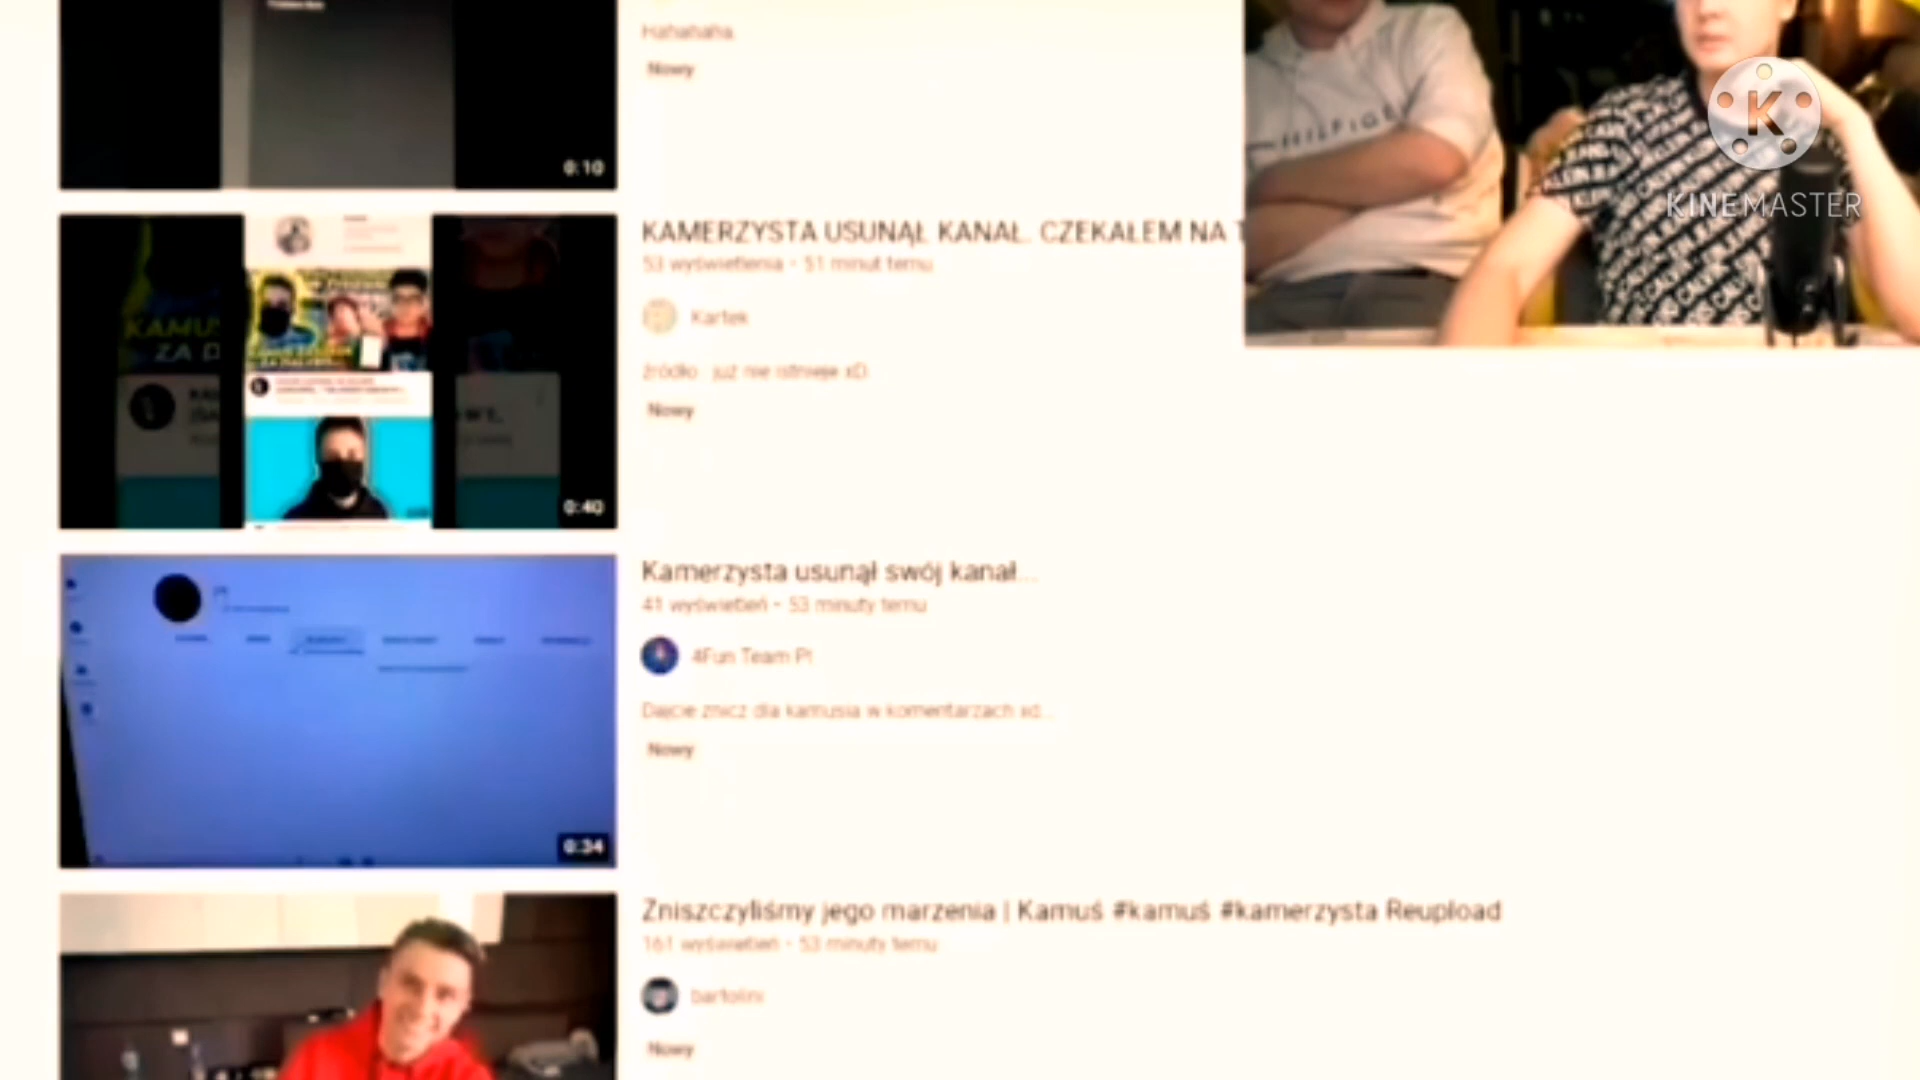 Hahahaha
Nowy
0:10
HILFIGER
KINEMASTER
KAMERZYSTA USUNĄŁ KANAŁ. CZEKAŁEM NA T
53 wyświetlenia • 51 minut temu
Kartek
źródło : już nie istnieje xD
Nowy
KAMUŚ
ZA D
0:40
Kamerzysta usunął swój kanał...
41 wyświetleń • 53 minuty temu
4Fun Team Pl
Dajcie znicz dla kamusia w komentarzach xd...
Nowy
0:34
Zniszczyliśmy jego marzenia | Kamuś #kamuś #kamerzysta Reupload
161 wyświetleń • 53 minuty temu
bartolini
Nowy